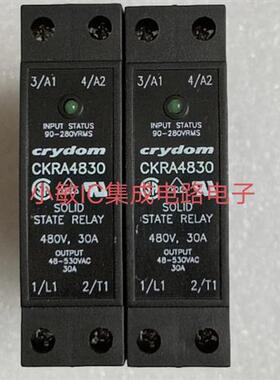 3/A1 4/A2
INPUT STATUS
90-280VRMS
crydom
CKRA4830
SOLID
STATE RELAY
480V, 30A
OUTPUT
48-530VAC
30A
1/L1 2/T1
3/A1 4/A2
INPUT STATUS
90-280VRMS
crydom
CKRA4830
SOLID
STATE RELAY
480V, 30A
OUTPUT
48-530VAC
30A
1/L1 2/T1
小敏IC集成电路电子